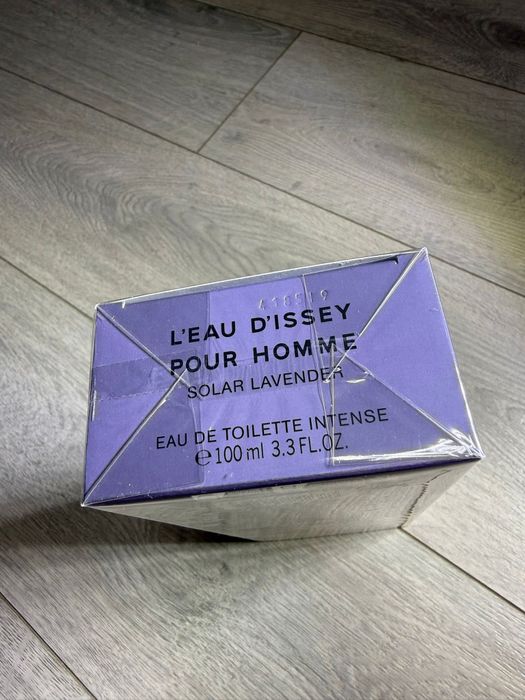 L'EAU D'ISSEY
POUR HOMME
SOLAR LAVENDER
EAU DE TOILETTE INTENSE
℮100 ml 3.3 FL.OZ.